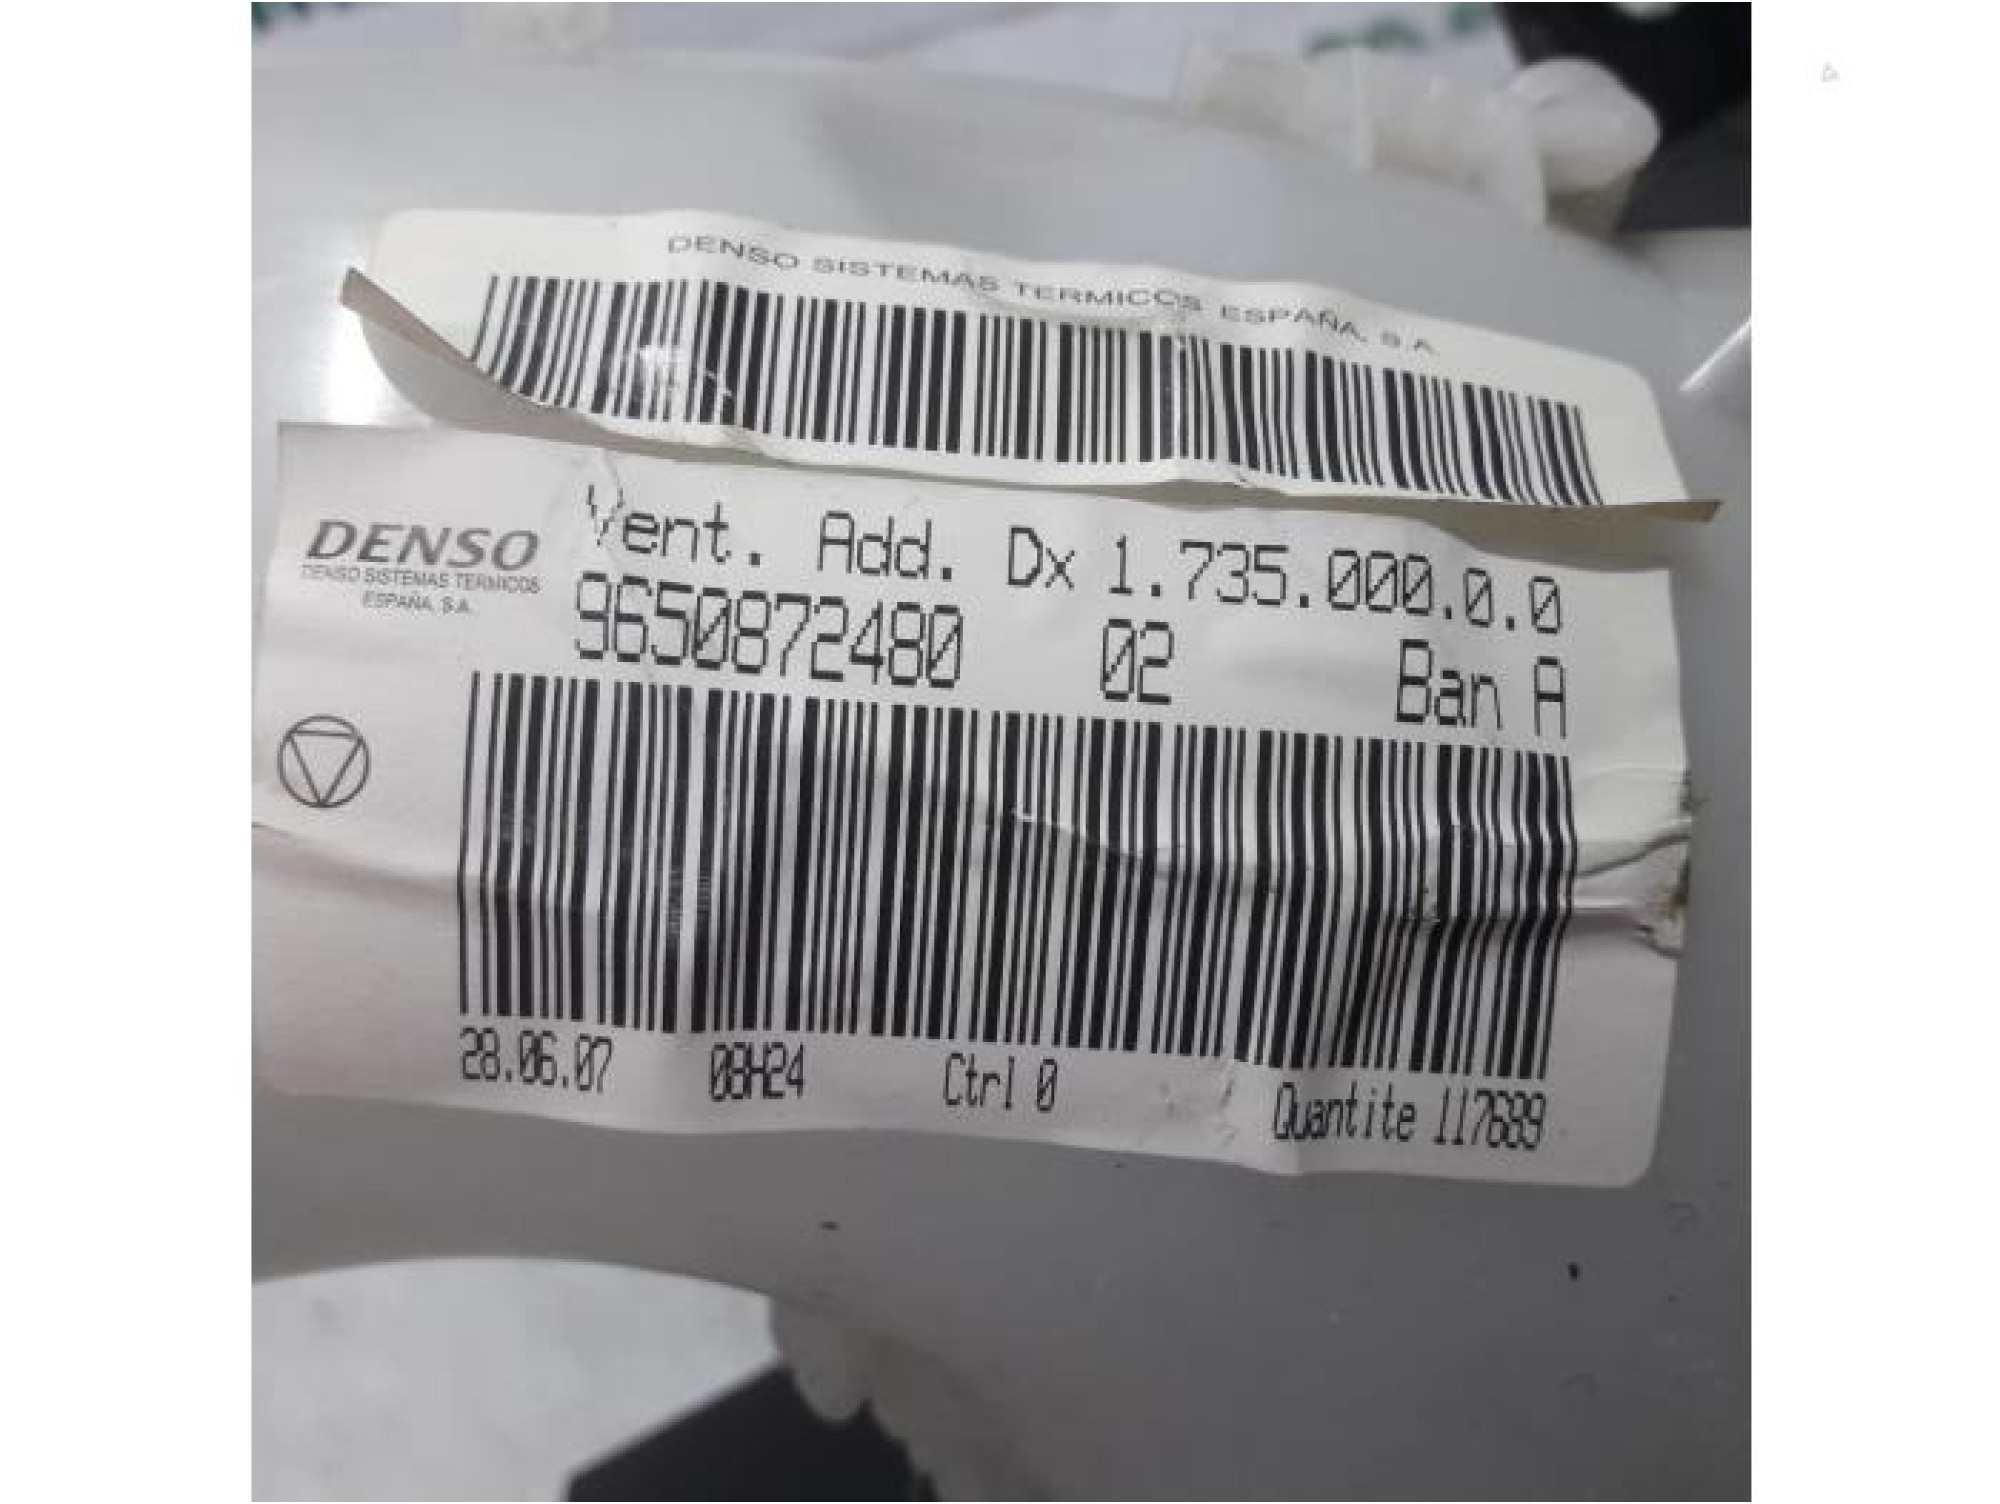 DENSO SISTEMAS TERMICOS ESPAÑA, S.A.
DENSO
DENSO SISTEMAS TERMICOS
ESPAÑA, S.A.
Vent. Add. Dx 1.735.000.0.0
9650872480 02 Ban A
28.06.07 08H24 Ctrl 0 Quantite 117689